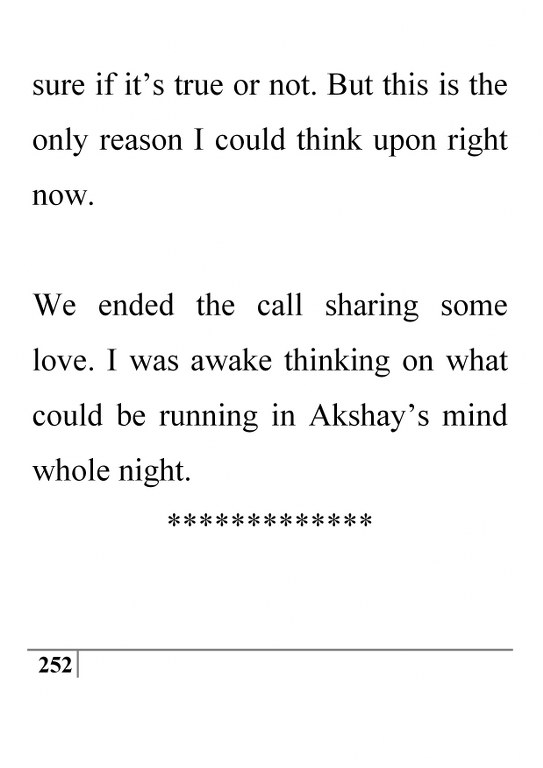 sure if it’s true or not. But this is the
only reason I could think upon right
now.
We ended the call sharing some
love. I was awake thinking on what
could be running in Akshay’s mind
whole night.
*************
252